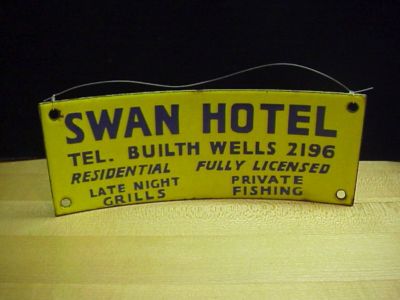 SWAN HOTEL
TEL. BUILTH WELLS 2196
RESIDENTIAL FULLY LICENSED
LATE NIGHT PRIVATE
GRILLS FISHING